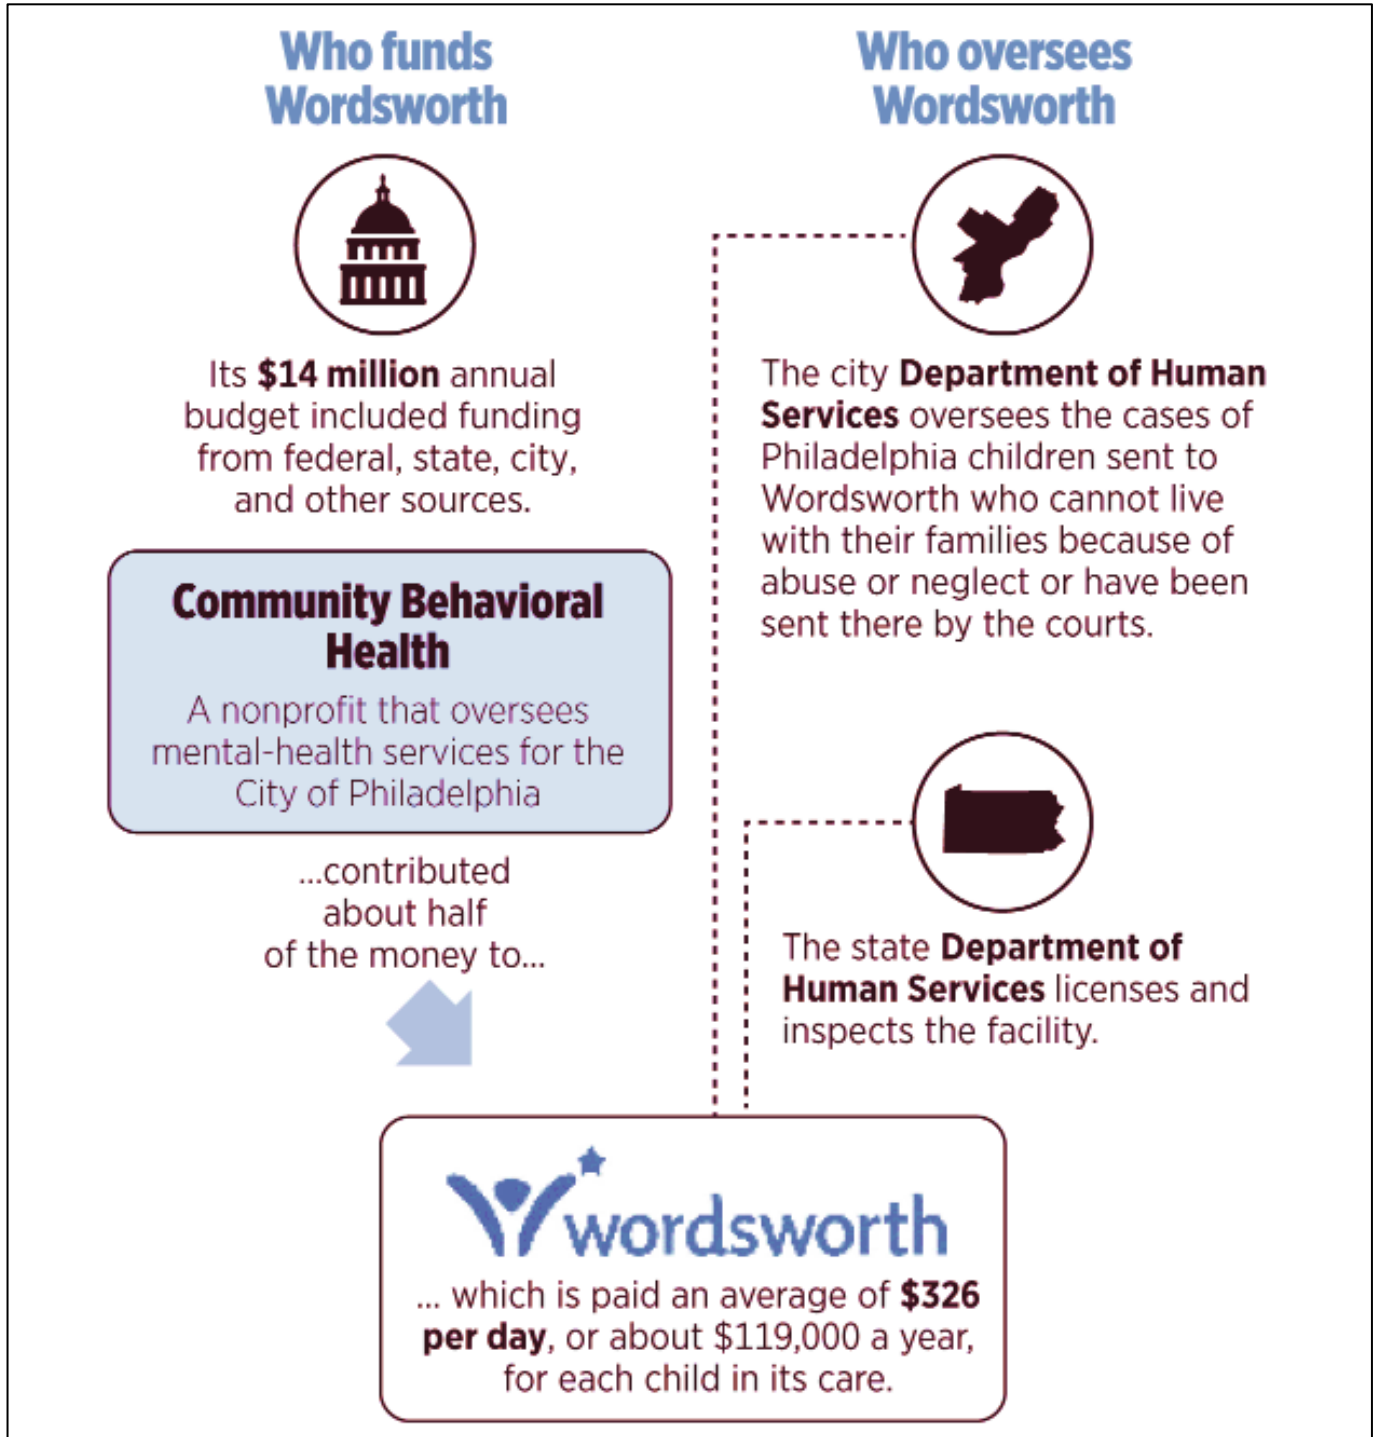 Who funds
Wordsworth
Its $14 million annual
budget included funding
from federal, state, city,
and other sources.
Community Behavioral
Health
A nonprofit that oversees
mental-health services for the
City of Philadelphia
...contributed
about half
of the money to...
Who oversees
Wordsworth
The city Department of Human
Services oversees the cases of
Philadelphia children sent to
Wordsworth who cannot live
with their families because of
abuse or neglect or have been
sent there by the courts.
The state Department of
Human Services licenses and
inspects the facility.
wordsworth
... which is paid an average of $326
per day, or about $119,000 a year,
for each child in its care.